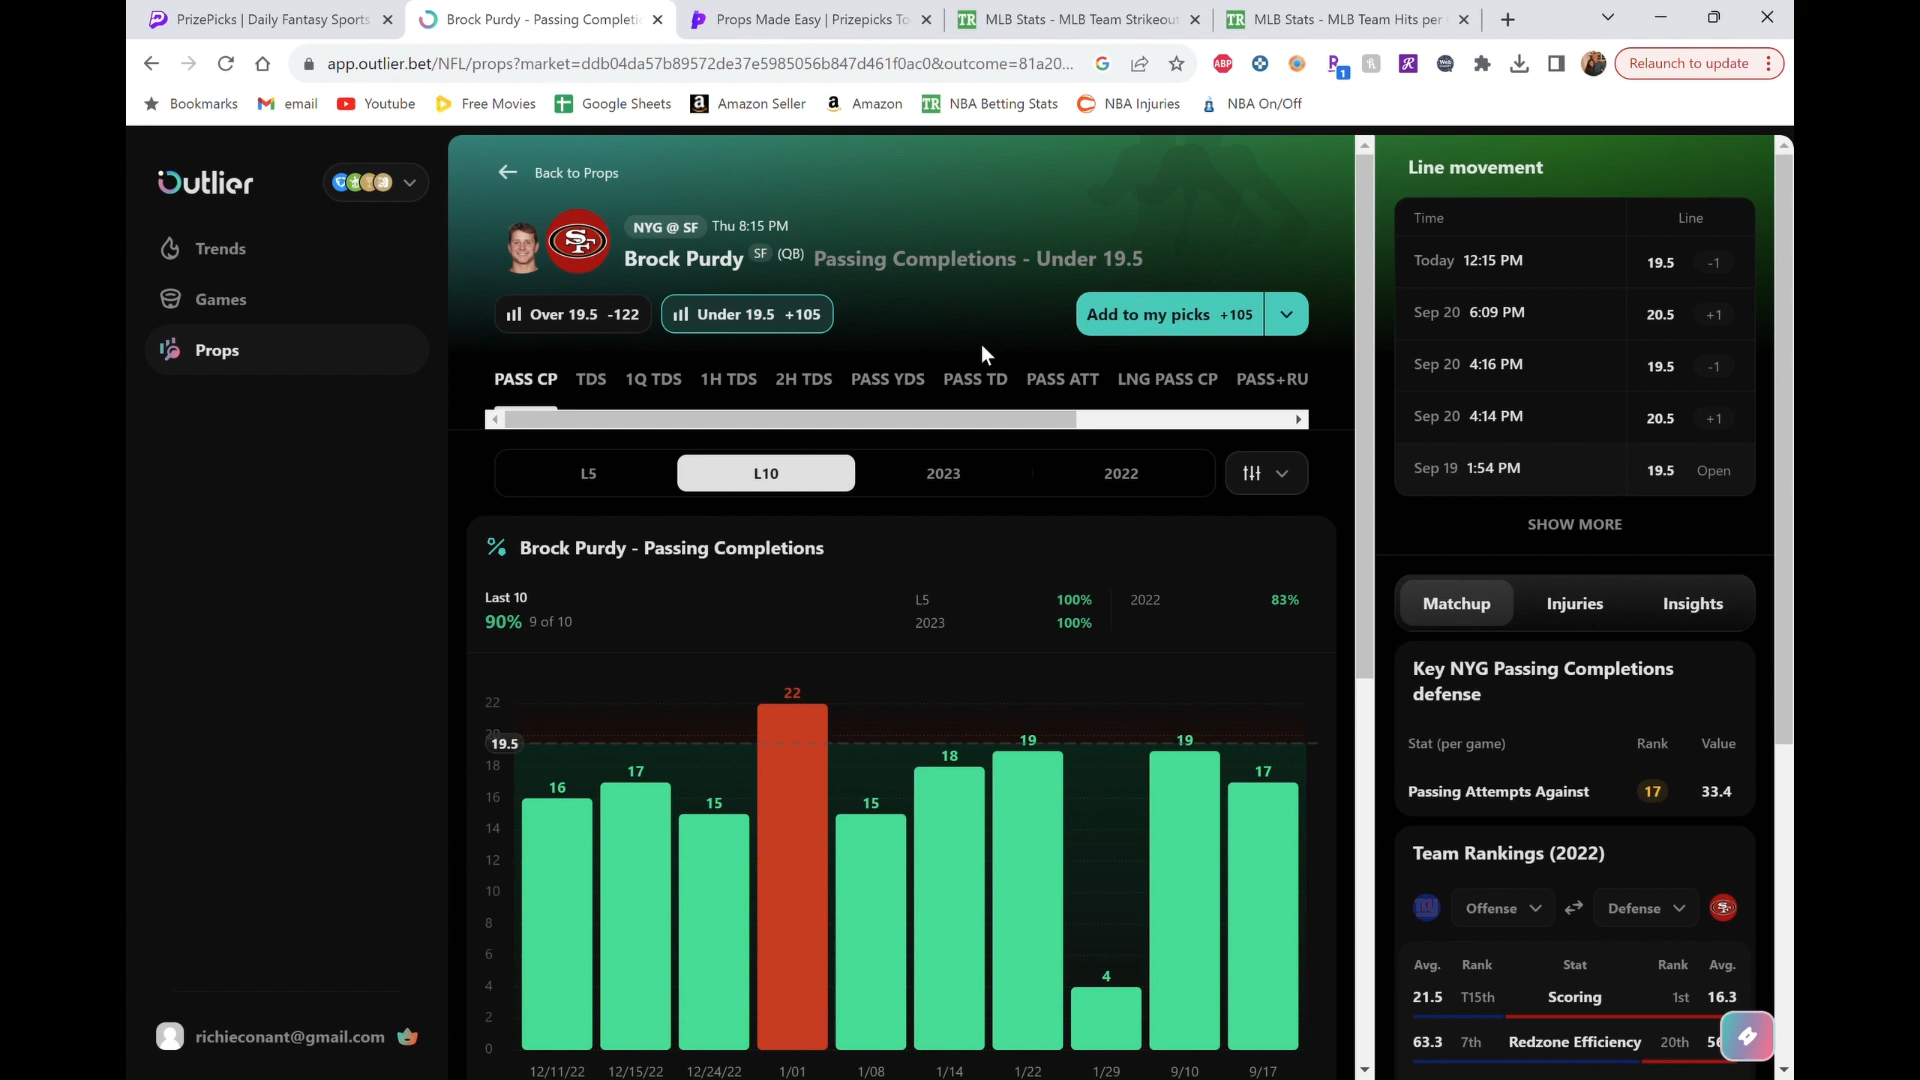 PrizePicks | Daily Fantasy Sports
Brock Purdy - Passing Completi
Props Made Easy | Prizepicks To
MLB Stats - MLB Team Strikeout
MLB Stats - MLB Team Hits per
app.outlier.bet/NFL/props?market=ddb04da57b89572de37e5985056b847d461f0ac0&outcome=81a20...
ABP
1
Relaunch to update
Bookmarks
email
Youtube
Free Movies
Google Sheets
Amazon Seller
Amazon
NBA Betting Stats
NBA Injuries
NBA On/Off
Outlier
Trends
Games
Props
richieconant@gmail.com
Back to Props
NYG @ SF Thu 8:15 PM
Brock Purdy SF (QB) Passing Completions - Under 19.5
Over 19.5 -122
Under 19.5 +105
Add to my picks +105
PASS CP TDS 1Q TDS 1H TDS 2H TDS PASS YDS PASS TD PASS ATT LNG PASS CP PASS+RU
L5 L10 2023 2022
Brock Purdy - Passing Completions
Last 10
90% 9 of 10
L5 100% 2022 83%
2023 100%
22
20
19.5
18
16
14
12
10
8
6
4
2
0
16 17 15 22 15 18 19 4 19 17
12/11/22 12/15/22 12/24/22 1/01 1/08 1/14 1/22 1/29 9/10 9/17
Line movement
Time Line
Today 12:15 PM 19.5 -1
Sep 20 6:09 PM 20.5 +1
Sep 20 4:16 PM 19.5 -1
Sep 20 4:14 PM 20.5 +1
Sep 19 1:54 PM 19.5 Open
SHOW MORE
Matchup Injuries Insights
Key NYG Passing Completions
defense
Stat (per game) Rank Value
Passing Attempts Against 17 33.4
Team Rankings (2022)
Offense Defense
Avg. Rank Stat Rank Avg.
21.5 T15th Scoring 1st 16.3
63.3 7th Redzone Efficiency 20th